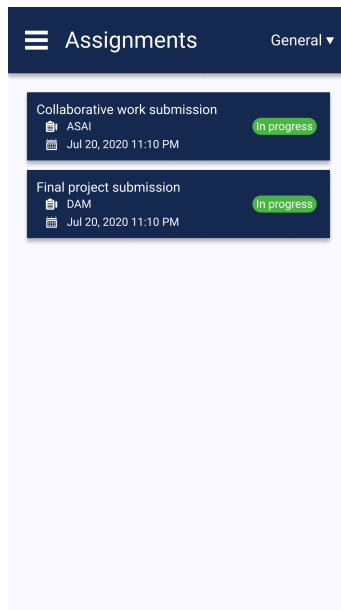 Assignments
General ▼
Collaborative work submission
ASAI
In progress
Jul 20, 2020 11:10 PM
Final project submission
DAM
In progress
Jul 20, 2020 11:10 PM